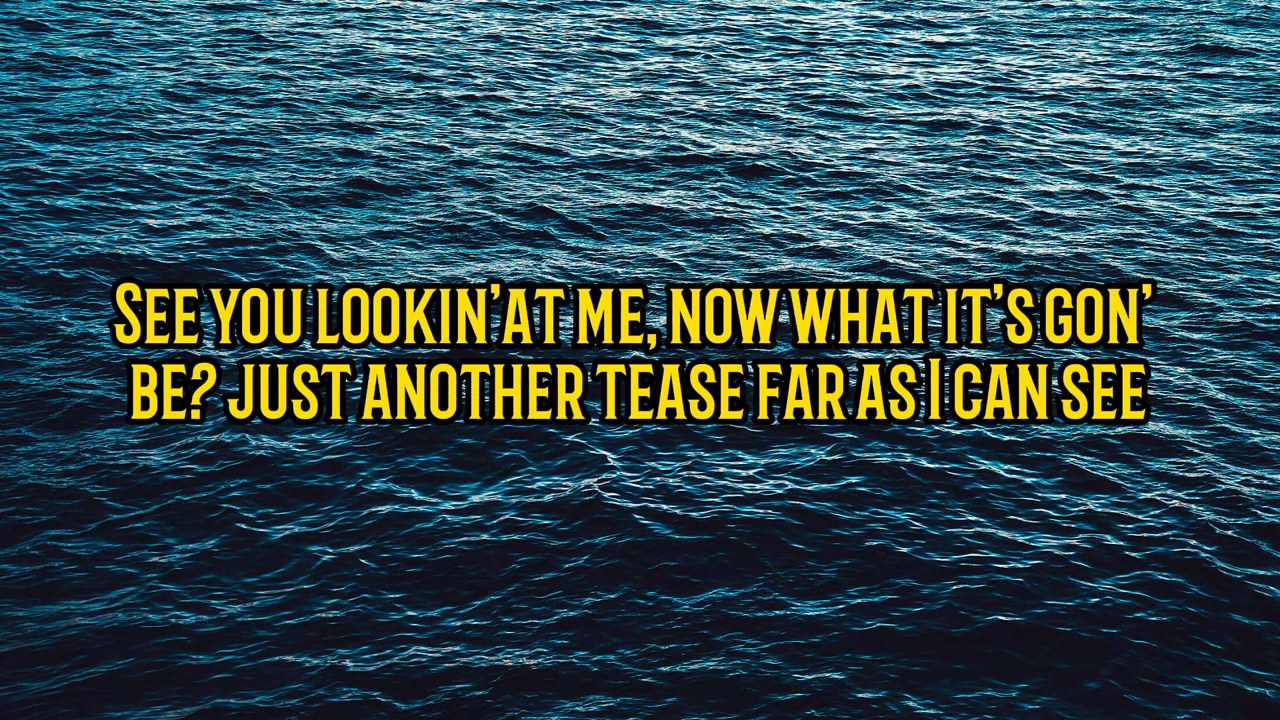 See you lookin’at me, now what it’s gon’
be? just another tease far as I can see